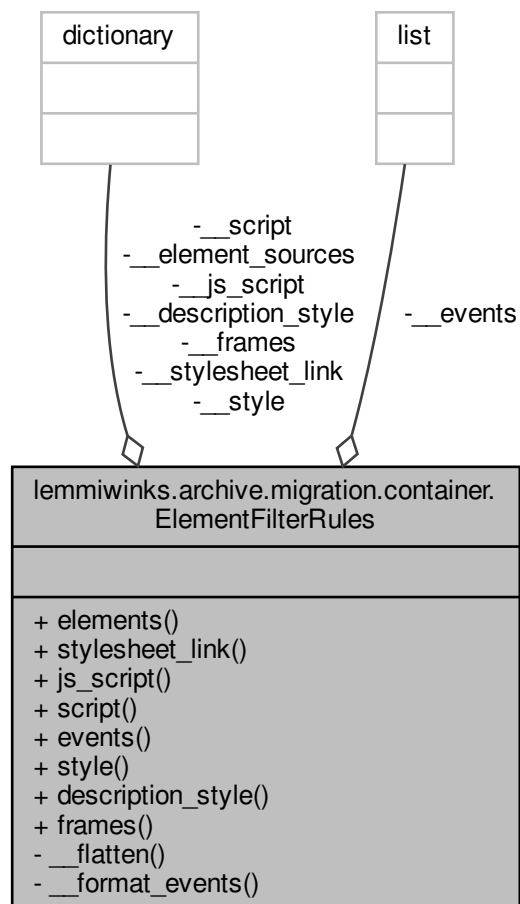 dictionary
list
-__script
-__element_sources
-__js_script
-__description_style
-__frames
-__stylesheet_link
-__style
-__events
lemmiwinks.archive.migration.container.
ElementFilterRules
+ elements()
+ stylesheet_link()
+ js_script()
+ script()
+ events()
+ style()
+ description_style()
+ frames()
- __flatten()
- __format_events()